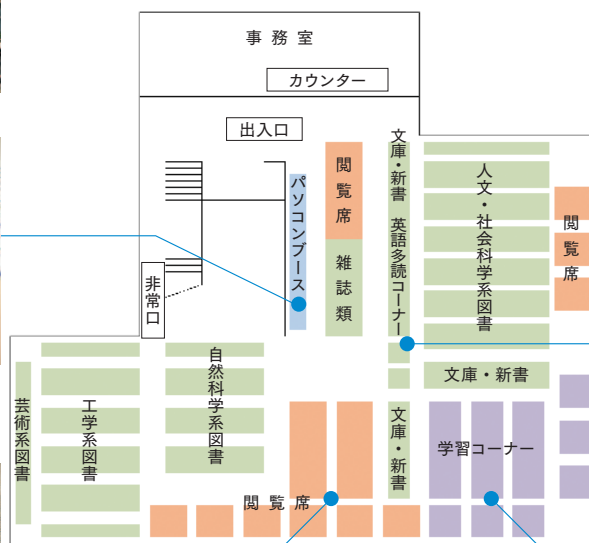 事務室
カウンター
出入口
文庫・新書 英語多読コーナー
閲覧席
雑誌類
パソコンブース
人文・社会科学系図書
閲覧席
非常口
文庫・新書
自然科学系図書
工学系図書
芸術系図書
文庫・新書
学習コーナー
閲覧席